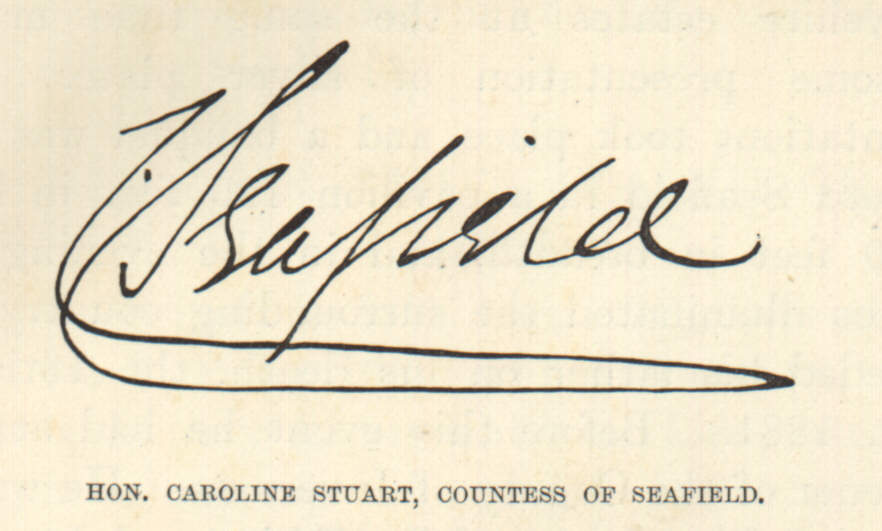 C Seafield
HON. CAROLINE STUART, COUNTESS OF SEAFIELD.